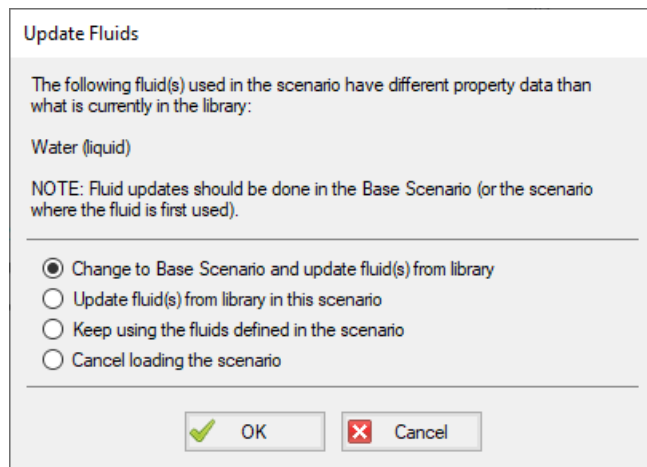 Update Fluids
The following fluid(s) used in the scenario have different property data than
what is currently in the library:
Water (liquid)
NOTE: Fluid updates should be done in the Base Scenario (or the scenario
where the fluid is first used).
Change to Base Scenario and update fluid(s) from library
Update fluid(s) from library in this scenario
Keep using the fluids defined in the scenario
Cancel loading the scenario
OK Cancel